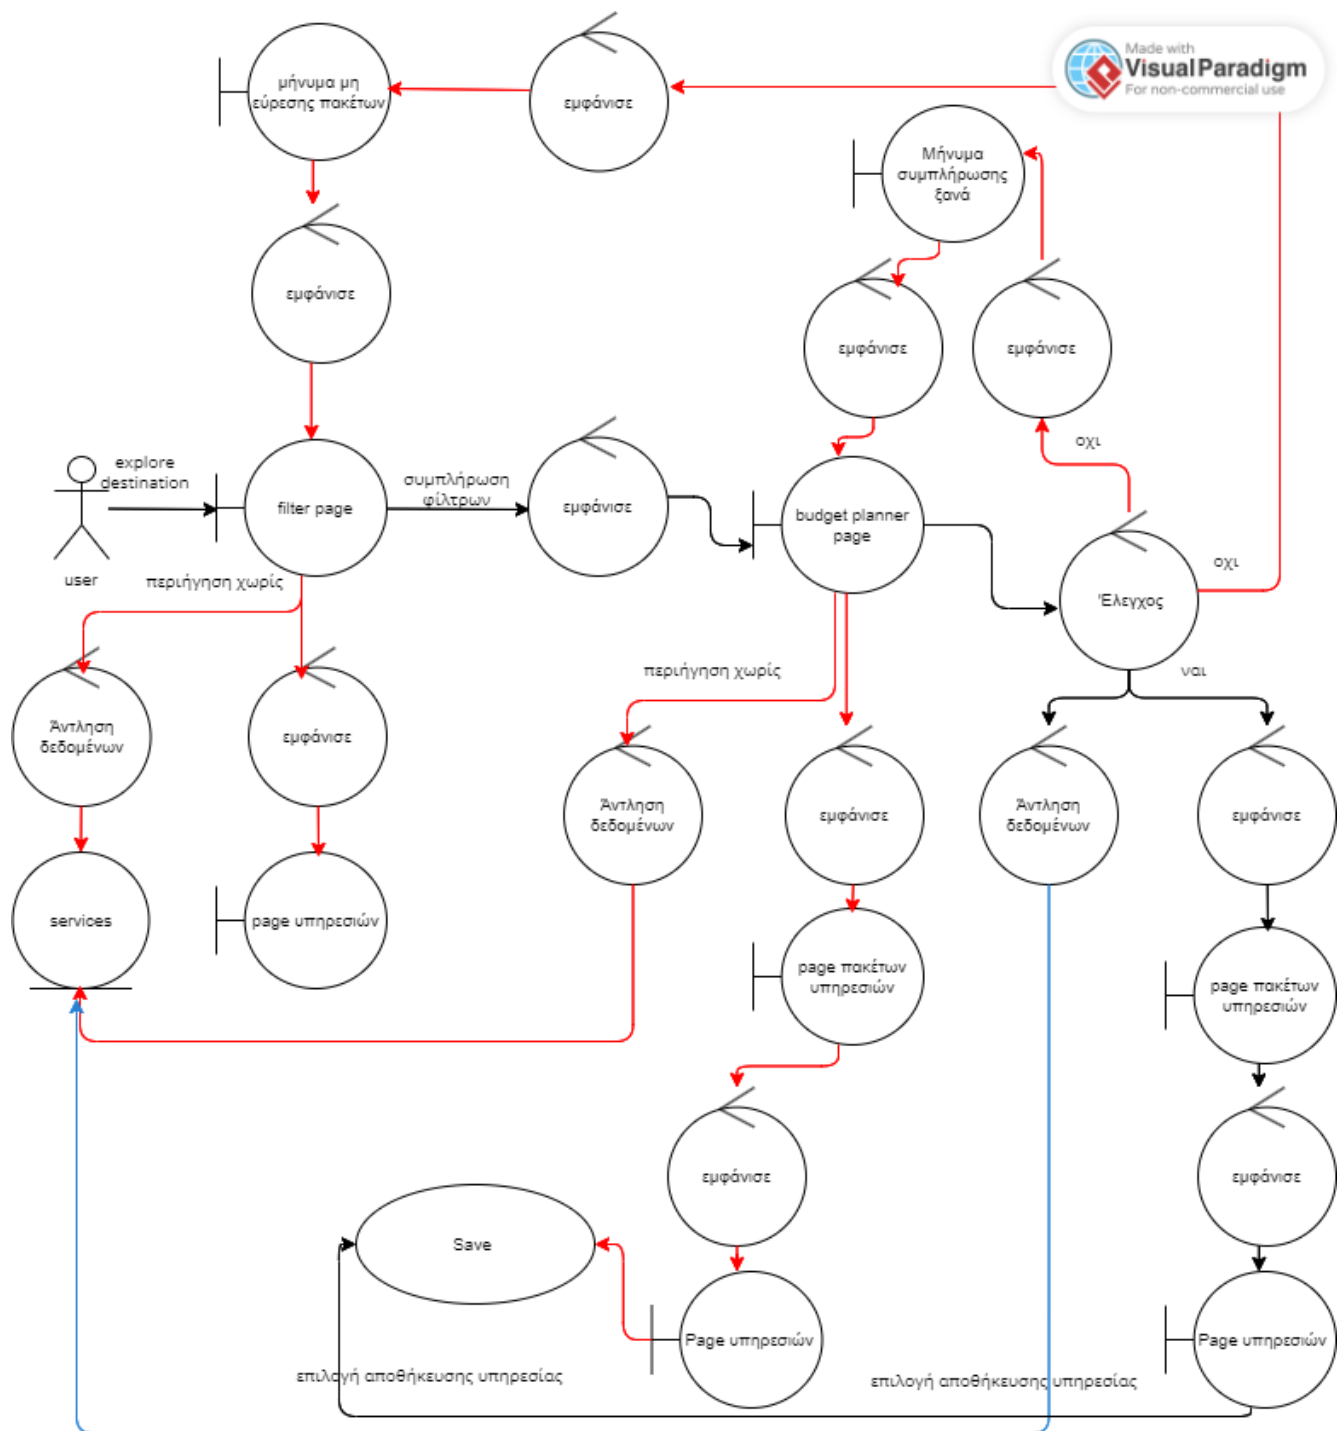 Made with
Visual Paradigm
For non-commercial use
μήνυμα μη
εύρεσης πακέτων
εμφάνισε
Μήνυμα
συμπλήρωσης
ξανά
εμφάνισε
εμφάνισε
εμφάνισε
οχι
explore
destination
συμπλήρωση
φίλτρων
filter page
εμφάνισε
budget planner
page
οχι
user
περιήγηση χωρίς
Έλεγχος
περιήγηση χωρίς
ναι
Άντληση
δεδομένων
εμφάνισε
Άντληση
δεδομένων
εμφάνισε
Άντληση
δεδομένων
εμφάνισε
services
page υπηρεσιών
page πακέτων
υπηρεσιών
page πακέτων
υπηρεσιών
εμφάνισε
εμφάνισε
Save
Page υπηρεσιών
Page υπηρεσιών
επιλογή αποθήκευσης υπηρεσίας
επιλογή αποθήκευσης υπηρεσίας